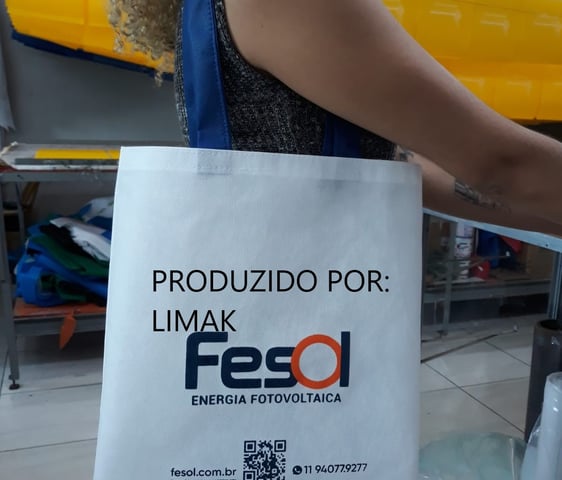 PRODUZIDO POR:
LIMAK
Fesol
ENERGIA FOTOVOLTAICA
fesol.com.br 11 94077.9277